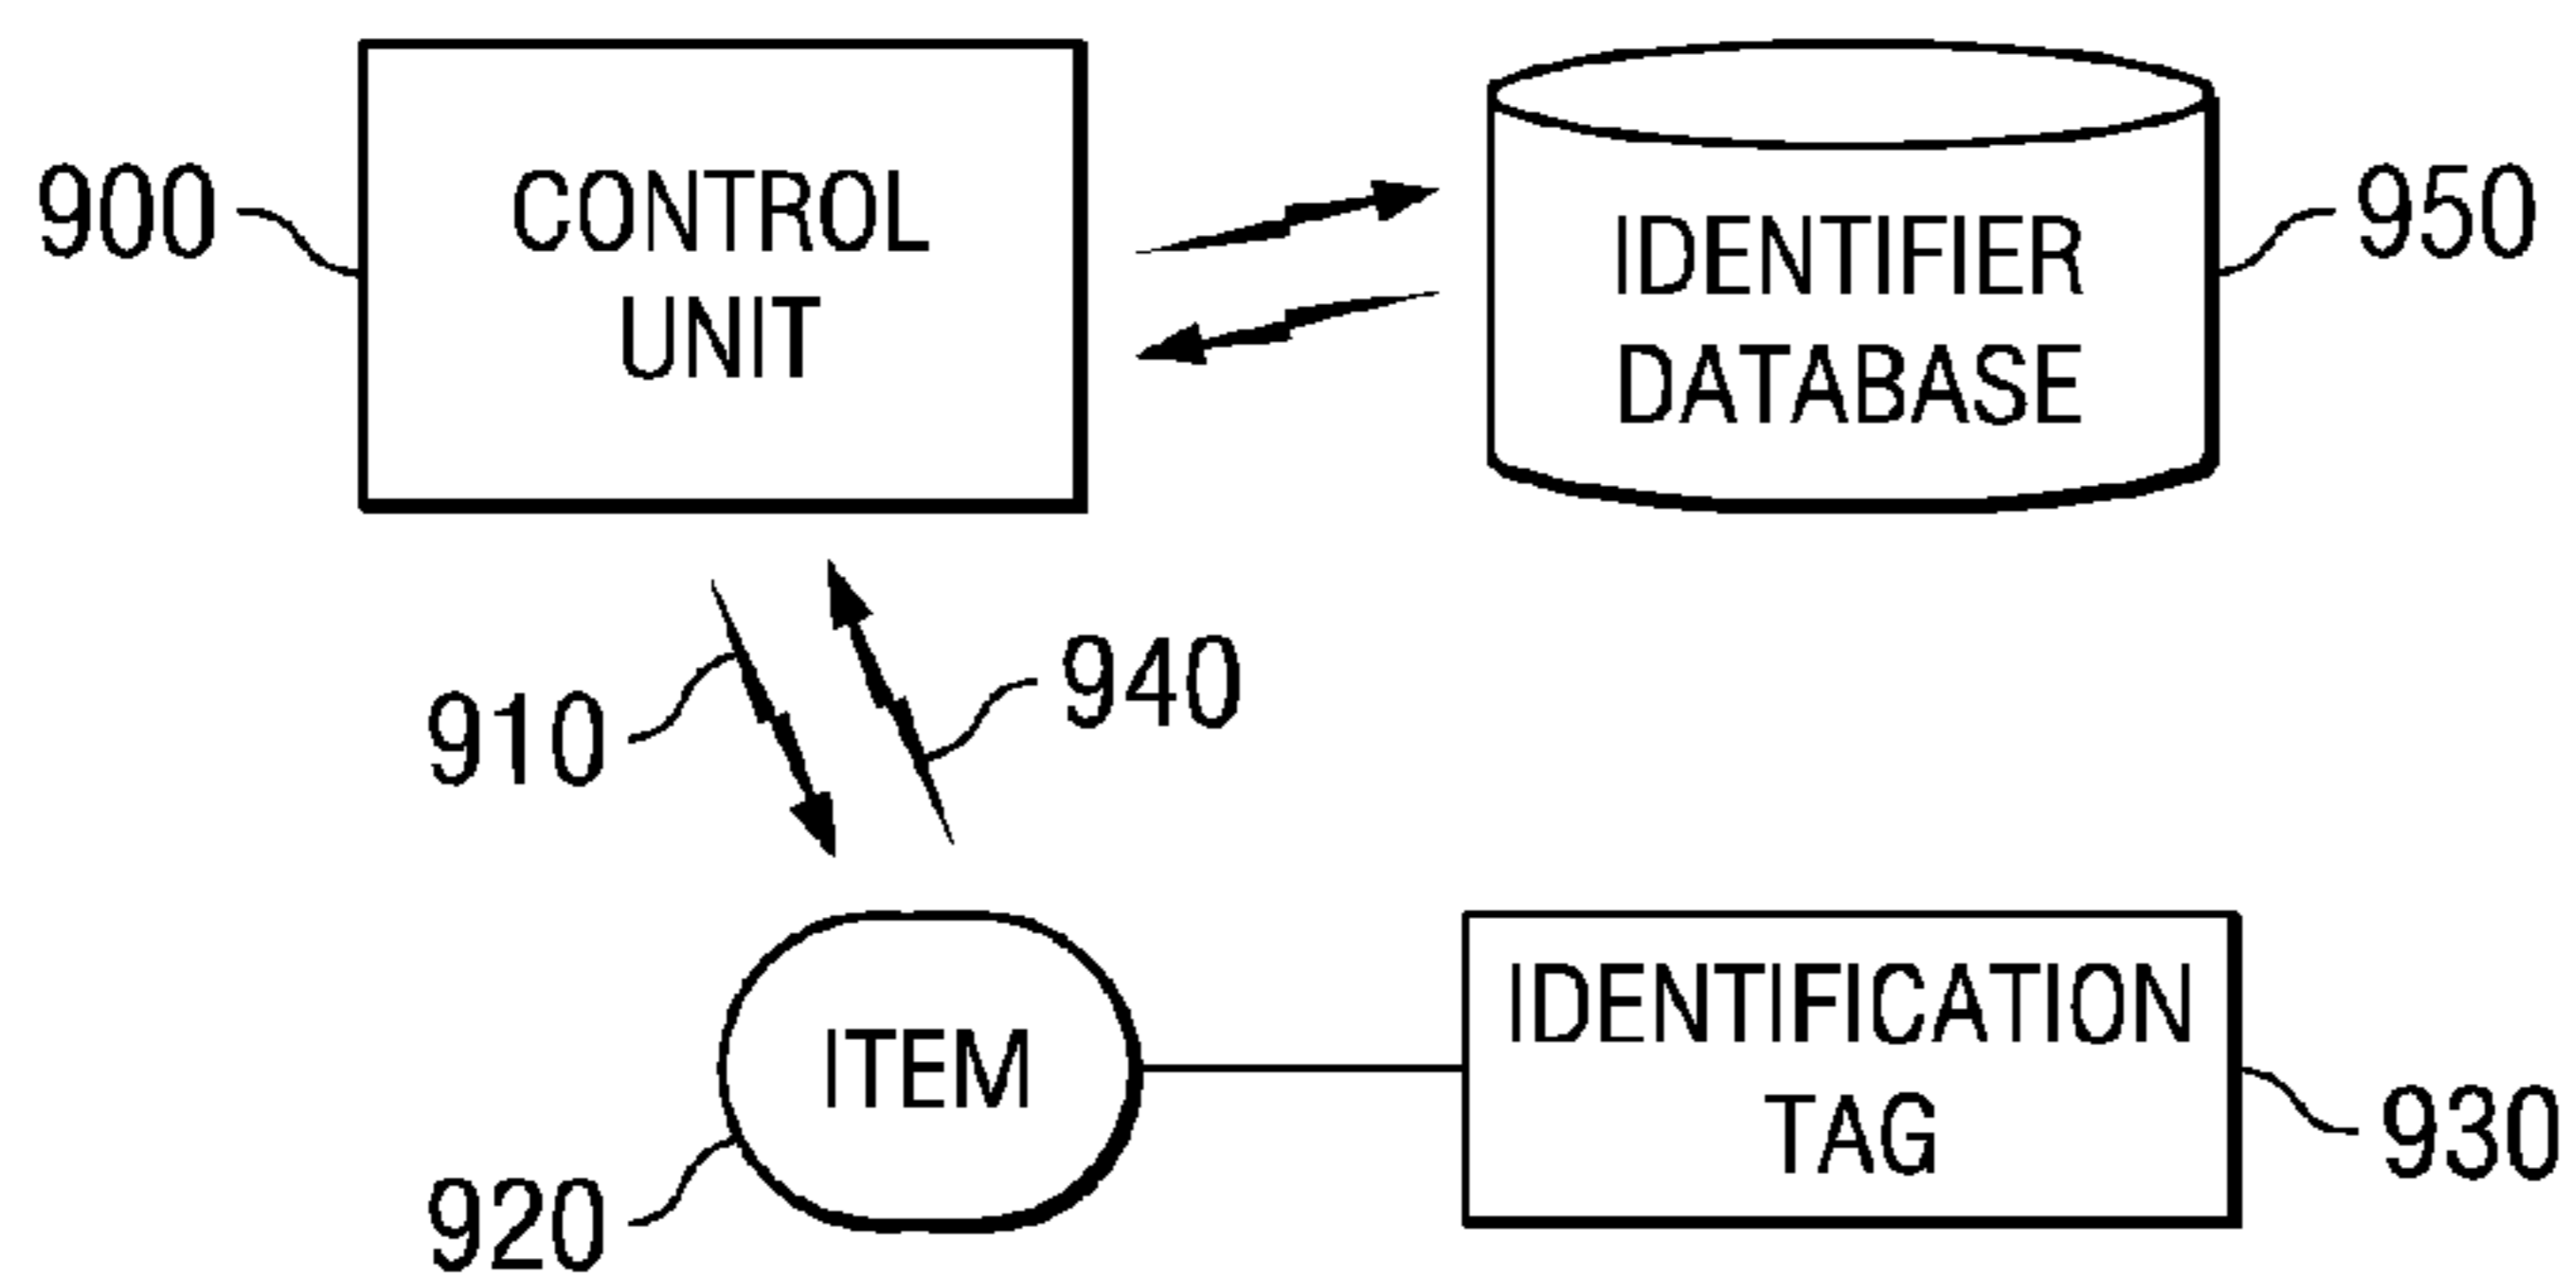 900
CONTROL
UNIT
IDENTIFIER
DATABASE
950
910
940
ITEM
920
IDENTIFICATION
TAG
930